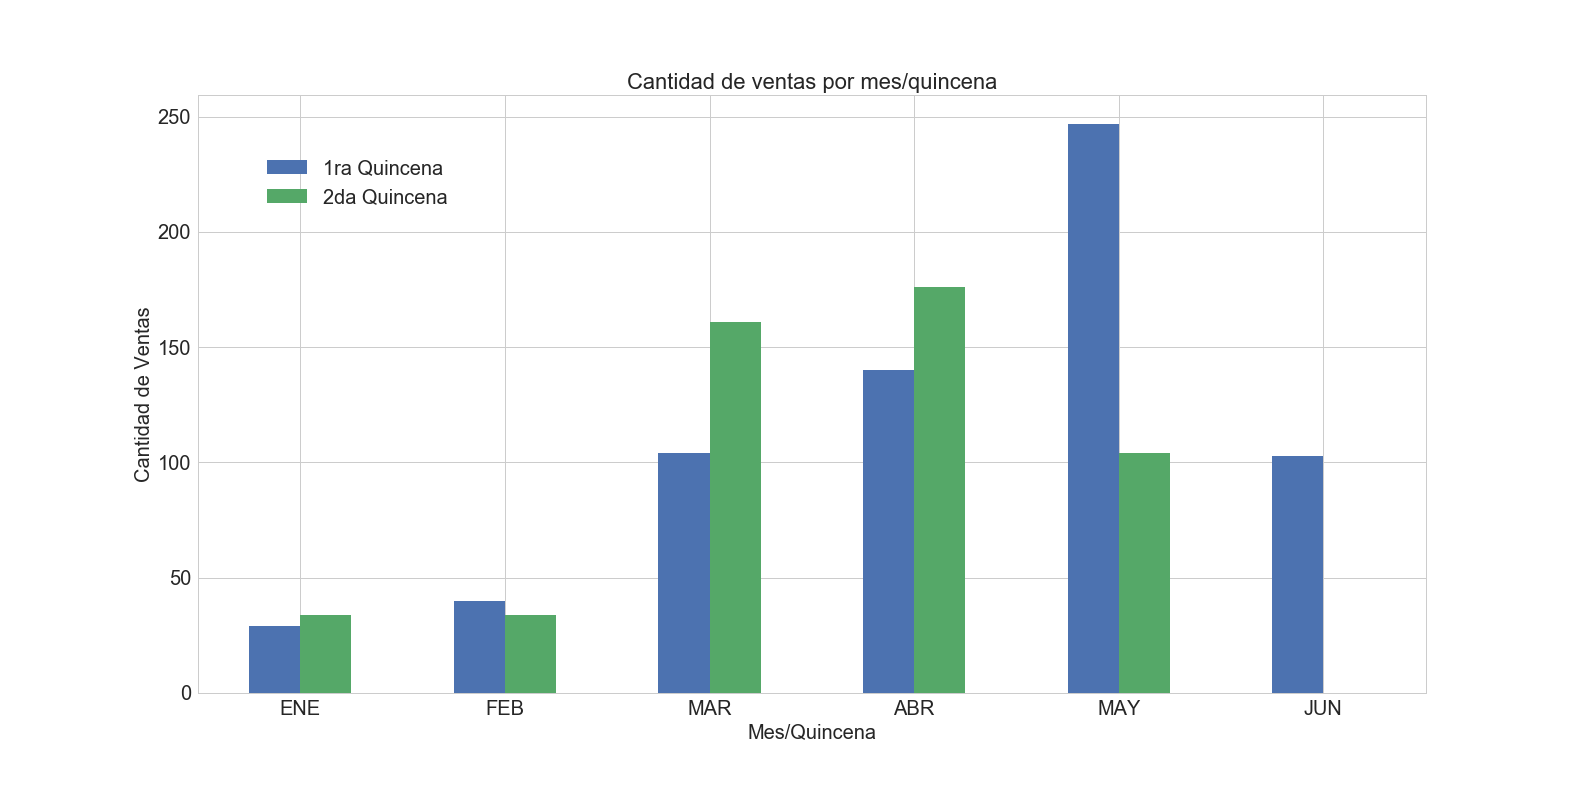 Cantidad de ventas por mes/quincena
250
200
150
100
50
0
Cantidad de Ventas
1ra Quincena
2da Quincena
ENE FEB MAR ABR MAY JUN
Mes/Quincena